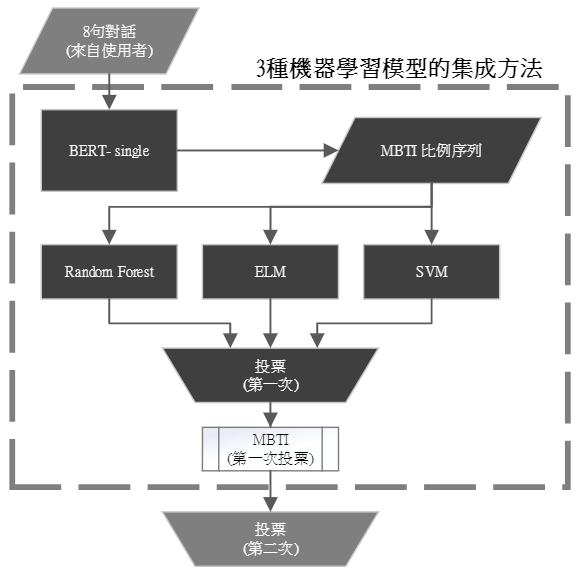 8句對話
(來自使用者)
3種機器學習模型的集成方法
BERT- single
MBTI 比例序列
Random Forest
ELM
SVM
投票
(第一次)
MBTI
(第一次投票)
投票
(第二次)